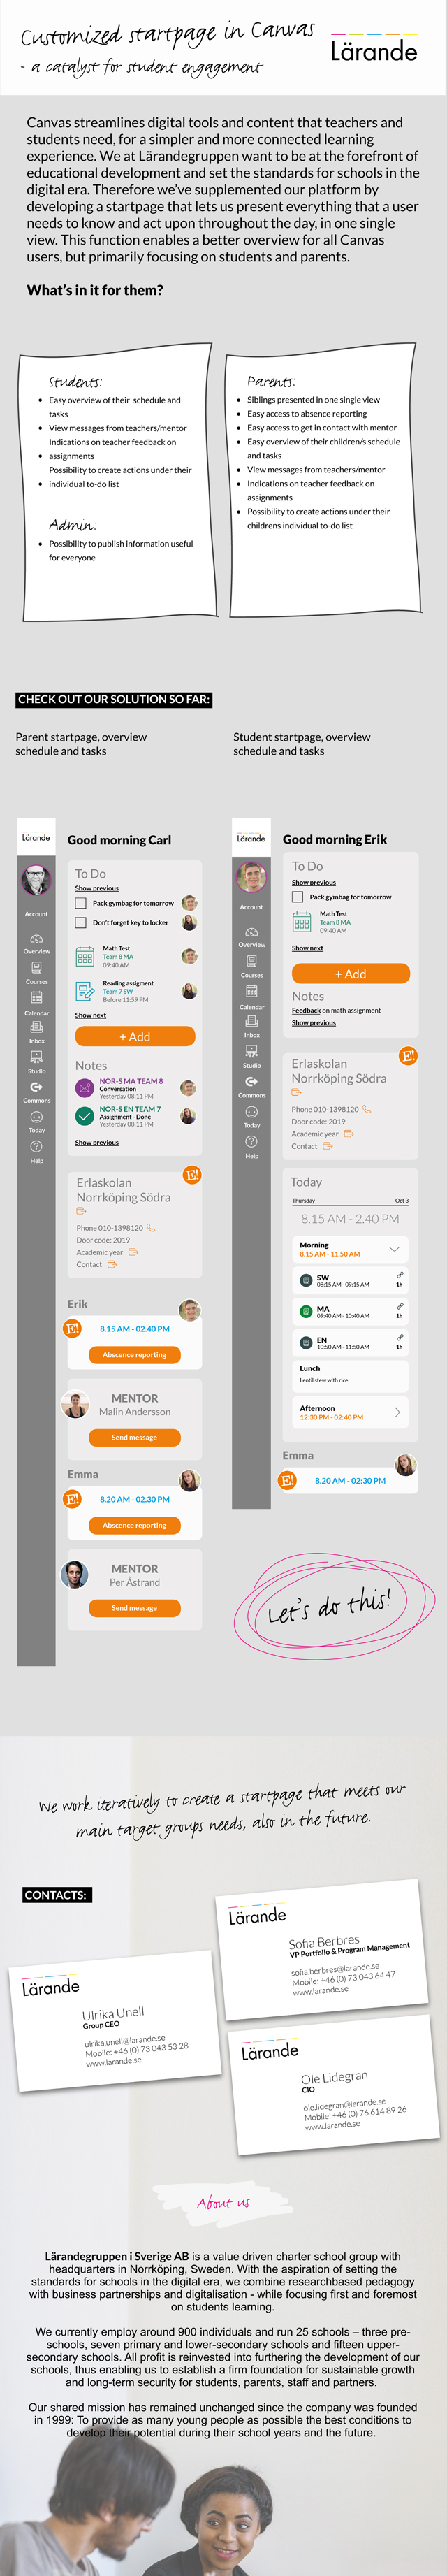 Customized startpage in Canvas
- a catalyst for student engagement
Lärande
Canvas streamlines digital tools and content that teachers and
students need, for a simpler and more connected learning
experience. We at Lärandegruppen want to be at the forefront of
educational development and set the standards for schools in the
digital era. Therefore we've supplemented our platform by
developing a startpage that lets us present everything that a user
needs to know and act upon throughout the day, in one single
view. This function enables a better overview for all Canvas
users, but primarily focusing on students and parents.
What's in it for them?
Students:
• Easy overview of their schedule and
tasks
• View messages from teachers/mentor
Indications on teacher feedback on
• assignments
Possibility to create actions under their
• individual to-do list
Admin:
• Possibility to publish information useful
for everyone
Parents:
• Siblings presented in one single view
• Easy access to absence reporting
• Easy access to get in contact with mentor
• Easy overview of their children/s schedule
and tasks
• View messages from teachers/mentor
• Indications on teacher feedback on
assignments
• Possibility to create actions under their
childrens individual to-do list
CHECK OUT OUR SOLUTION SO FAR:
Parent startpage, overview
schedule and tasks
Lärande
Account
Overview
Courses
Calendar
Inbox
Studio
Commons
Today
Help
Good morning Carl
To Do
Show previous
Pack gymbag for tomorrow
Don't forget key to locker
Math Test
Team 8 MA
09:40 AM
Reading assigment
Team 7 SW
Before 11:59 PM
Show next
+ Add
Notes
NOR-S MA TEAM 8
Conversation
Yesterday 08:11 PM
NOR-S EN TEAM 7
Assignment - Done
Yesterday 08:11 PM
Show previous
E!
Erlaskolan
Norrköping Södra
Phone 010-1398120
Door code: 2019
Academic year
Contact
Erik
E!
8.15 AM - 02.40 PM
Abscence reporting
MENTOR
Malin Andersson
Send message
Emma
E!
8.20 AM - 02.30 PM
Abscence reporting
MENTOR
Per Åstrand
Send message
Student startpage, overview
schedule and tasks
Lärande
Account
Overview
Courses
Calendar
Inbox
Studio
Commons
Today
Help
Good morning Erik
To Do
Show previous
Pack gymbag for tomorrow
Math Test
Team 8 MA
09:40 AM
Show next
+ Add
Notes
Feedback on math assignment
Show previous
E!
Erlaskolan
Norrköping Södra
Phone 010-1398120
Door code: 2019
Academic year
Contact
Today
Thursday Oct 3
8.15 AM - 2.40 PM
Morning
8.15 AM - 11.50 AM
SW
08:15 AM - 09:15 AM 1h
MA
09:40 AM - 10:40 AM 1h
EN
10:50 AM - 11:50 AM 1h
Lunch
Lentil stew with rice
Afternoon
12:30 PM - 02:40 PM
Emma
E!
8.20 AM - 02:30 PM
Let's do this!
We work iteratively to create a startpage that meets our
main target groups needs, also in the future.
CONTACTS:
Lärande
Sofia Berbres
VP Portfolio & Program Management
sofia.berbres@larande.se
Mobile: +46 (0) 73 043 64 47
www.larande.se
Lärande
Ulrika Unell
Group CEO
ulrika.unell@larande.se
Mobile: +46 (0) 73 043 53 28
www.larande.se
Lärande
Ole Lidegran
CIO
ole.lidegran@larande.se
Mobile: +46 (0) 76 614 89 26
www.larande.se
About us
Lärandegruppen i Sverige AB is a value driven charter school group with
headquarters in Norrköping, Sweden. With the aspiration of setting the
standards for schools in the digital era, we combine researchbased pedagogy
with business partnerships and digitalisation - while focusing first and foremost
on students learning.
We currently employ around 900 individuals and run 25 schools – three pre-
schools, seven primary and lower-secondary schools and fifteen upper-
secondary schools. All profit is reinvested into furthering the development of our
schools, thus enabling us to establish a firm foundation for sustainable growth
and long-term security for students, parents, staff and partners.
Our shared mission has remained unchanged since the company was founded
in 1999: To provide as many young people as possible the best conditions to
develop their potential during their school years and the future.